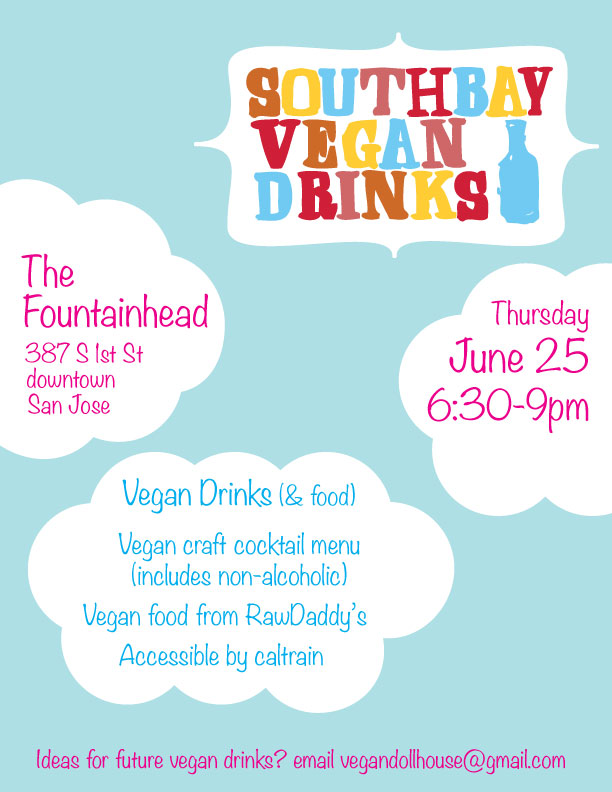 SOUTHBAY
VEGAN
DRINKS
The
Fountainhead
387 S 1st St
downtown
San Jose
Thursday
June 25
6:30-9pm
Vegan Drinks (& food)
Vegan craft cocktail menu
(includes non-alcoholic)
Vegan food from RawDaddy's
Accessible by caltrain
Ideas for future vegan drinks? email vegandollhouse@gmail.com